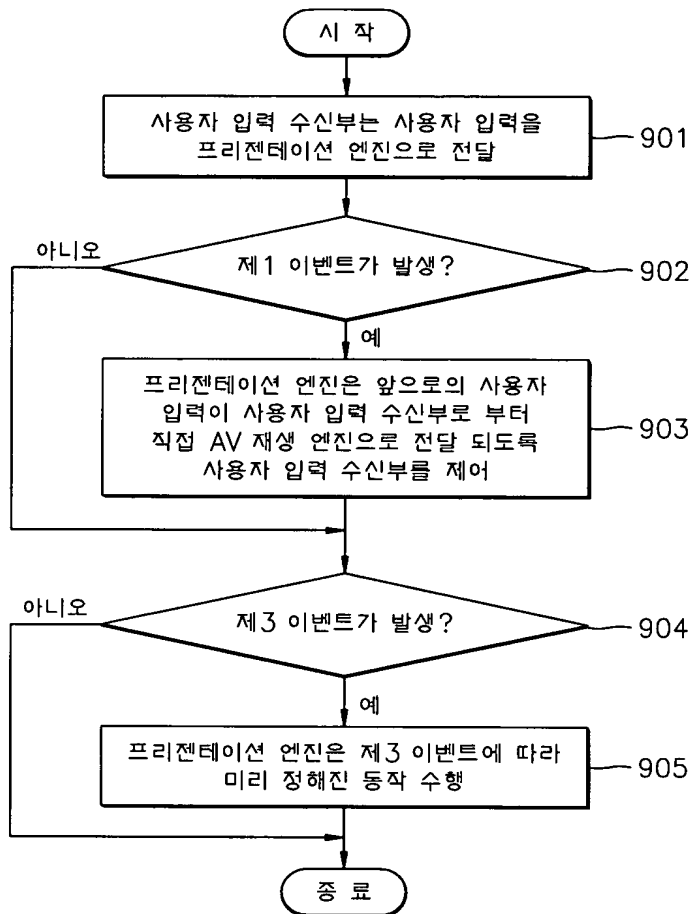 시 작
사용자 입력 수신부는 사용자 입력을
프리젠테이션 엔진으로 전달
901
아니오
제1 이벤트가 발생?
902
예
프리젠테이션 엔진은 앞으로의 사용자
입력이 사용자 입력 수신부로 부터
직접 AV 재생 엔진으로 전달 되도록
사용자 입력 수신부를 제어
903
아니오
제3 이벤트가 발생?
904
예
프리젠테이션 엔진은 제3 이벤트에 따라
미리 정해진 동작 수행
905
종 료